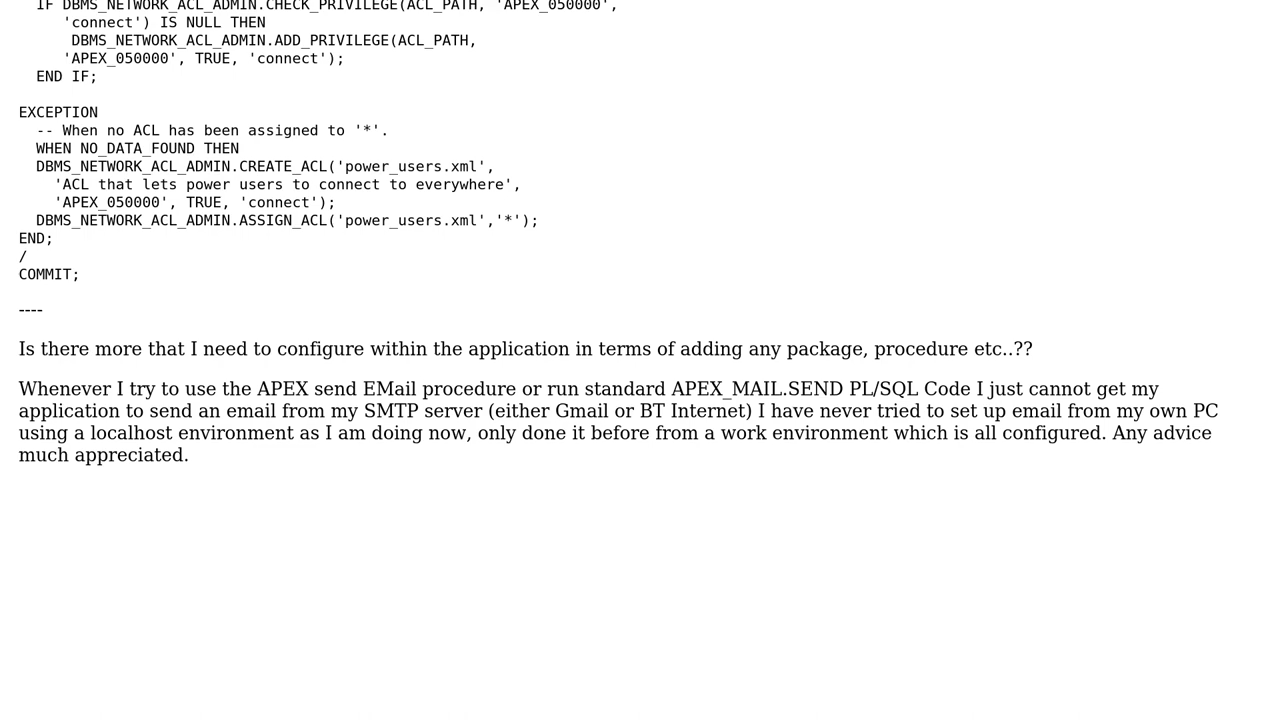 IF DBMS_NETWORK_ACL_ADMIN.CHECK_PRIVILEGE(ACL_PATH, 'APEX_050000',
'connect') IS NULL THEN
DBMS_NETWORK_ACL_ADMIN.ADD_PRIVILEGE(ACL_PATH,
'APEX_050000', TRUE, 'connect');
END IF;
EXCEPTION
-- When no ACL has been assigned to '*'.
WHEN NO_DATA_FOUND THEN
DBMS_NETWORK_ACL_ADMIN.CREATE_ACL('power_users.xml',
'ACL that lets power users to connect to everywhere',
'APEX_050000', TRUE, 'connect');
DBMS_NETWORK_ACL_ADMIN.ASSIGN_ACL('power_users.xml','*');
END;
/
COMMIT;
----
Is there more that I need to configure within the application in terms of adding any package, procedure etc..??
Whenever I try to use the APEX send EMail procedure or run standard APEX_MAIL.SEND PL/SQL Code I just cannot get my
application to send an email from my SMTP server (either Gmail or BT Internet) I have never tried to set up email from my own PC
using a localhost environment as I am doing now, only done it before from a work environment which is all configured. Any advice
much appreciated.